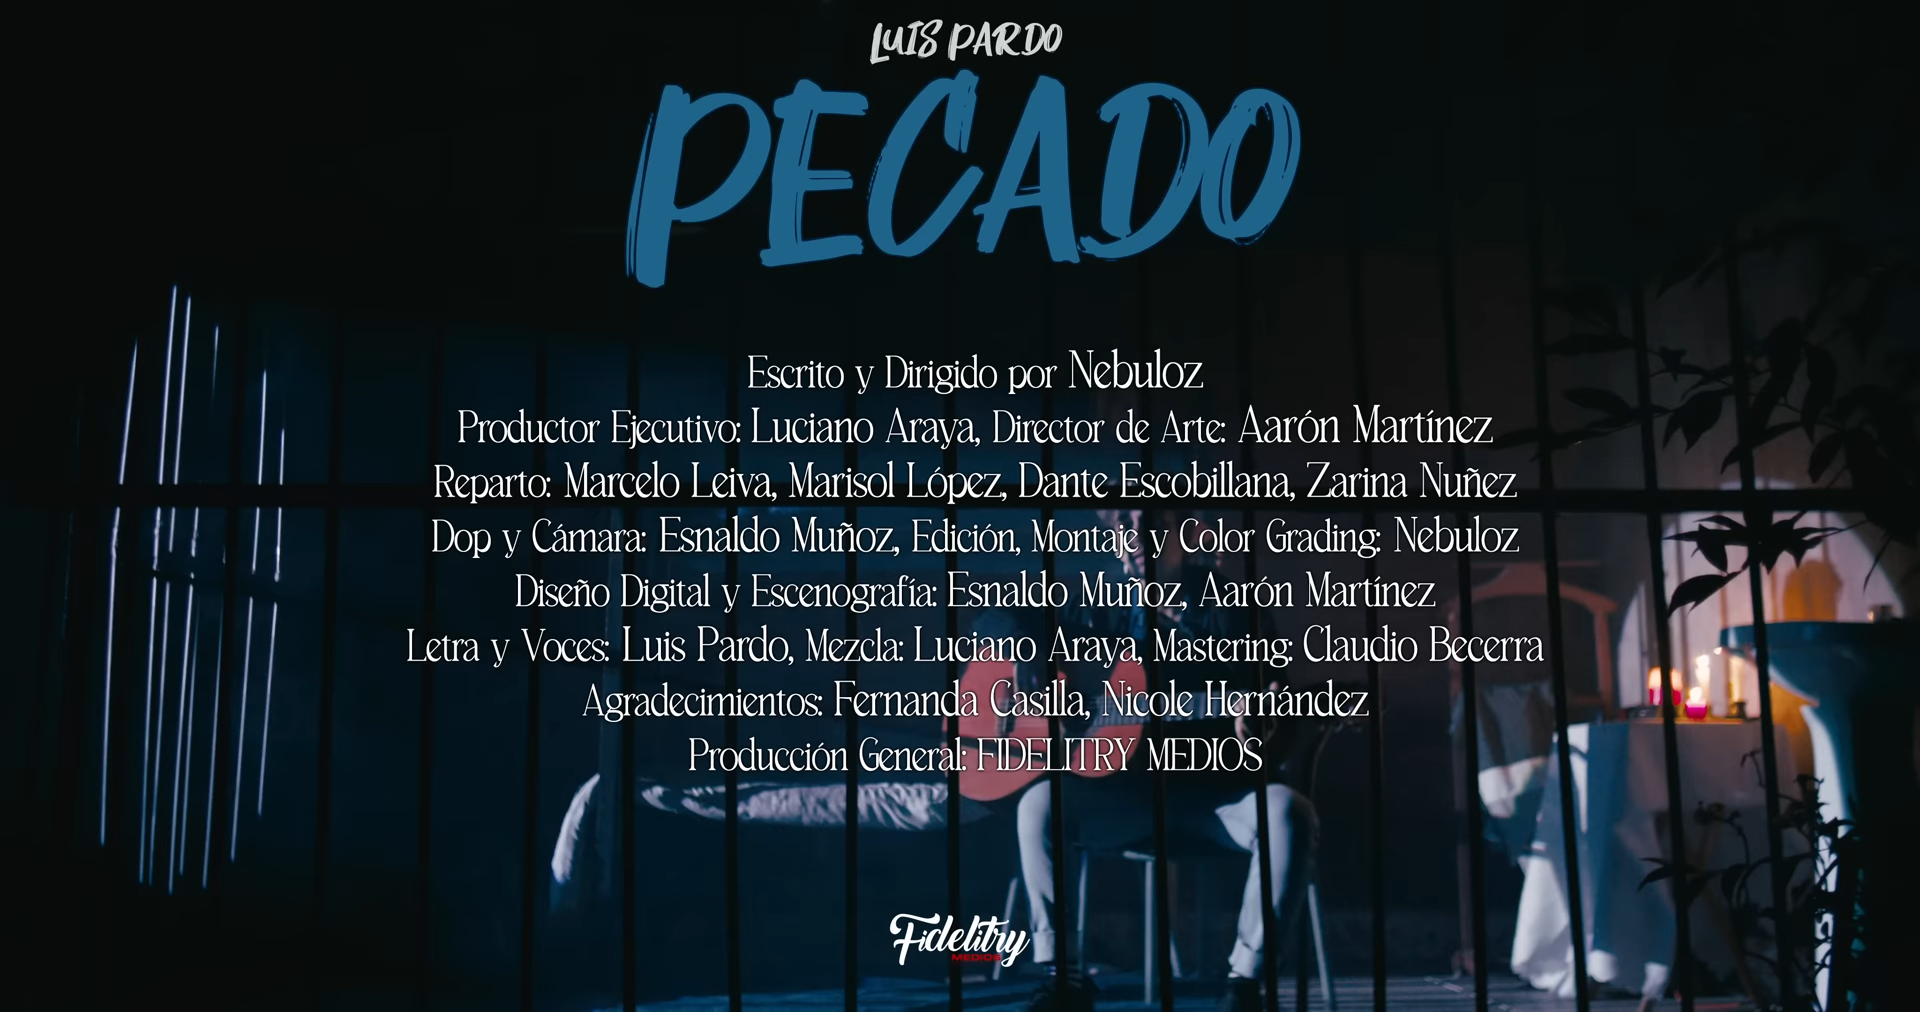 LUIS PARDO
PECADO
Escrito y Dirigido por Nebuloz
Productor Ejecutivo: Luciano Araya, Director de Arte: Aarón Martínez
Reparto: Marcelo Leiva, Marisol López, Dante Escobillana, Zarina Nuñez
Dop y Cámara: Esnaldo Muñoz, Edición, Montaje y Color Grading: Nebuloz
Diseño Digital y Escenografía: Esnaldo Muñoz, Aarón Martínez
Letra y Voces: Luis Pardo, Mezcla: Luciano Araya, Mastering: Claudio Becerra
Agradecimientos: Fernanda Casilla, Nicole Hernández
Producción General: FIDELITRY MEDIOS
Fidelitry
MEDIOS